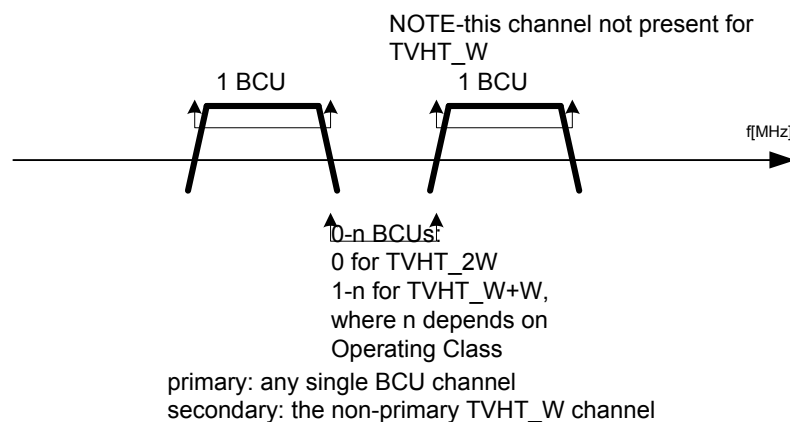 NOTE-this channel not present for
TVHT_W
1 BCU
1 BCU
f[MHz]
0-n BCUs:
0 for TVHT_2W
1-n for TVHT_W+W,
where n depends on
Operating Class
primary: any single BCU channel
secondary: the non-primary TVHT_W channel